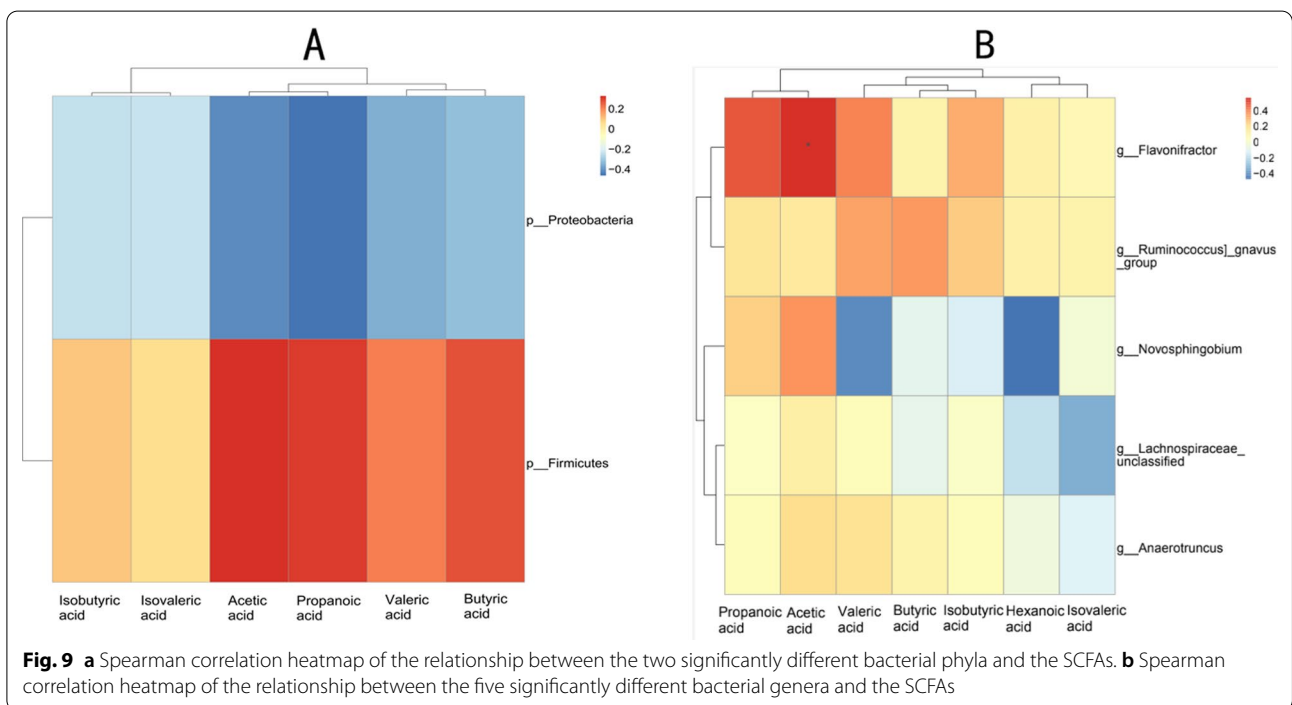 A
0.2
0
−0.2
−0.4
p__Proteobacteria
p__Firmicutes
Isobutyric acid
Isovaleric acid
Acetic acid
Propanoic acid
Valeric acid
Butyric acid
B
0.4
0.2
0
−0.2
−0.4
*
g__Flavonifractor
g__Ruminococcus]_gnavus
_group
g__Novosphingobium
g__Lachnospiraceae_
unclassified
g__Anaerotruncus
Propanoic acid
Acetic acid
Valeric acid
Butyric acid
Isobutyric acid
Hexanoic acid
Isovaleric acid
Fig. 9 a Spearman correlation heatmap of the relationship between the two significantly different bacterial phyla and the SCFAs. b Spearman
correlation heatmap of the relationship between the five significantly different bacterial genera and the SCFAs